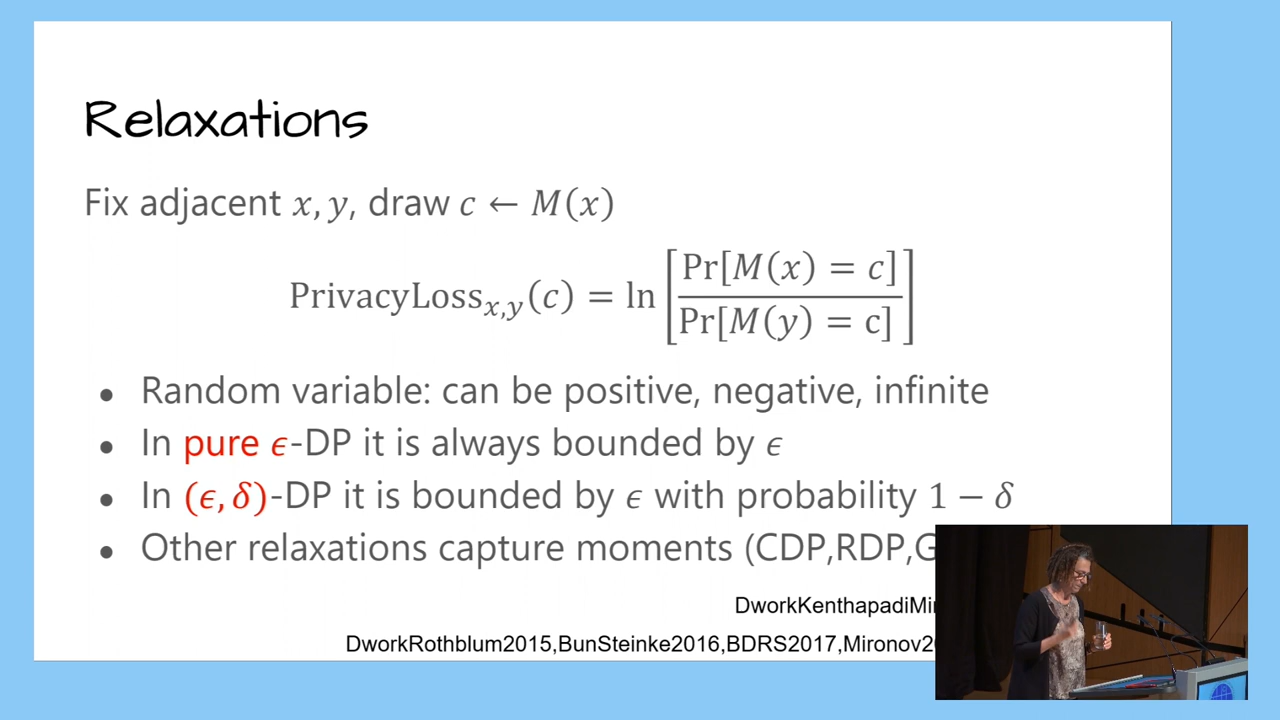 Relaxations
Fix adjacent x, y, draw c ← M(x)
PrivacyLoss_{x,y}(c) = ln [ Pr[M(x) = c] / Pr[M(y) = c] ]
• Random variable: can be positive, negative, infinite
• In pure ϵ-DP it is always bounded by ϵ
• In (ϵ, δ)-DP it is bounded by ϵ with probability 1 − δ
• Other relaxations capture moments (CDP,RDP,
DworkKenthapadi
DworkRothblum2015,BunSteinke2016,BDRS2017,Mironov